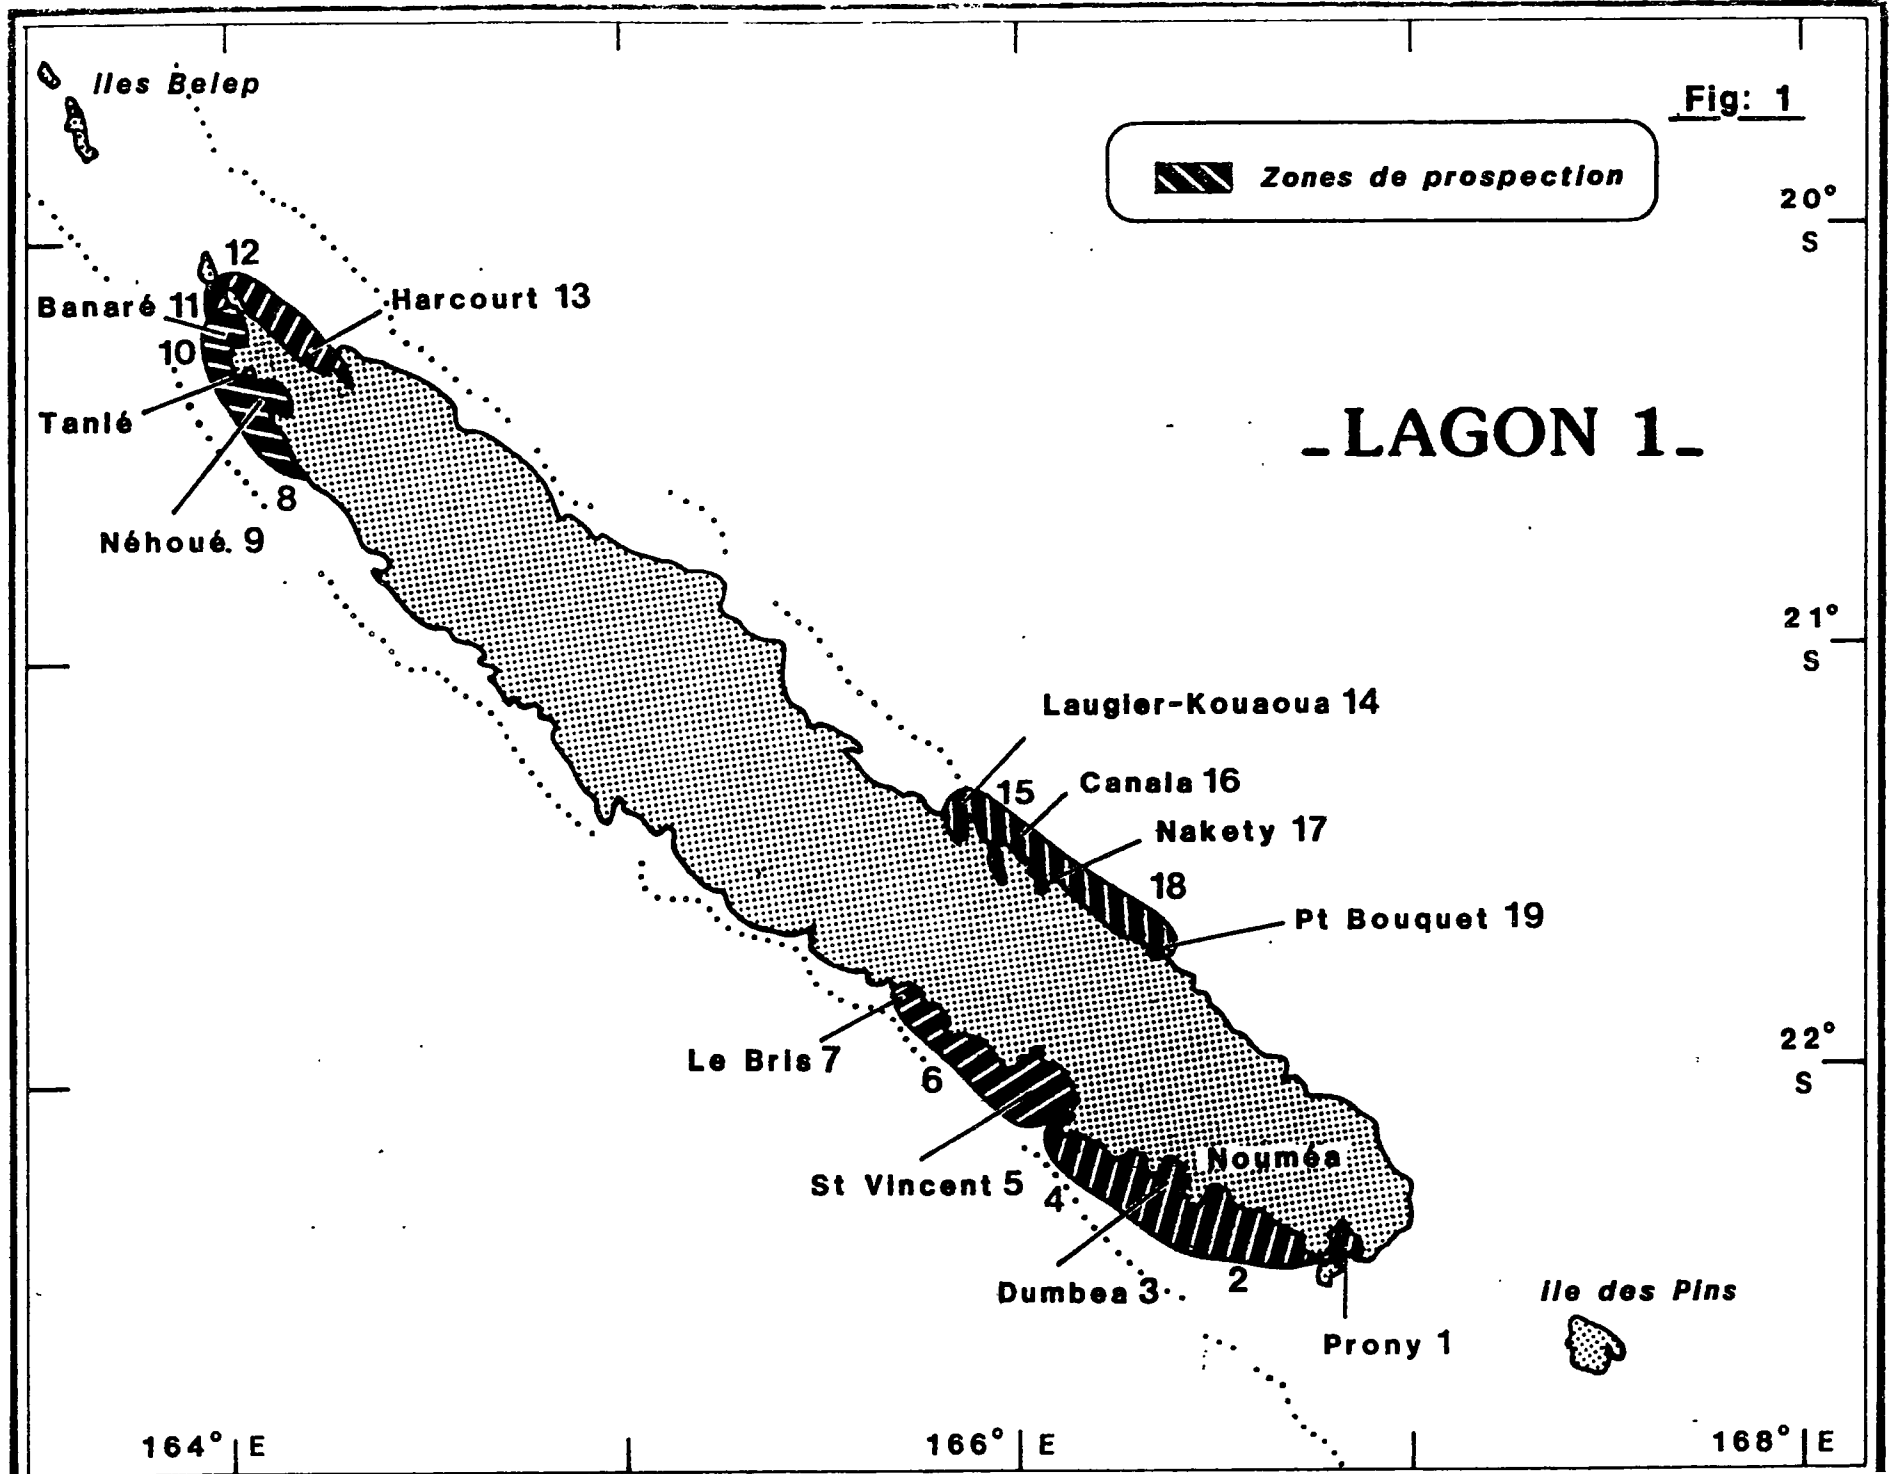 Iles Belep
Fig: 1
Zones de prospection
20°
S
12
Banaré 11
Harcourt 13
10
Tanlé
LAGON 1
8
Néhoué. 9
21°
S
Laugier-Kouaoua 14
15
Canala 16
Nakety 17
18
Pt Bouquet 19
22°
S
Le Bris 7
6
Nouméa
St Vincent 5
4
Dumbea 3
2
ile des Pins
Prony 1
164° E
166° E
168° E